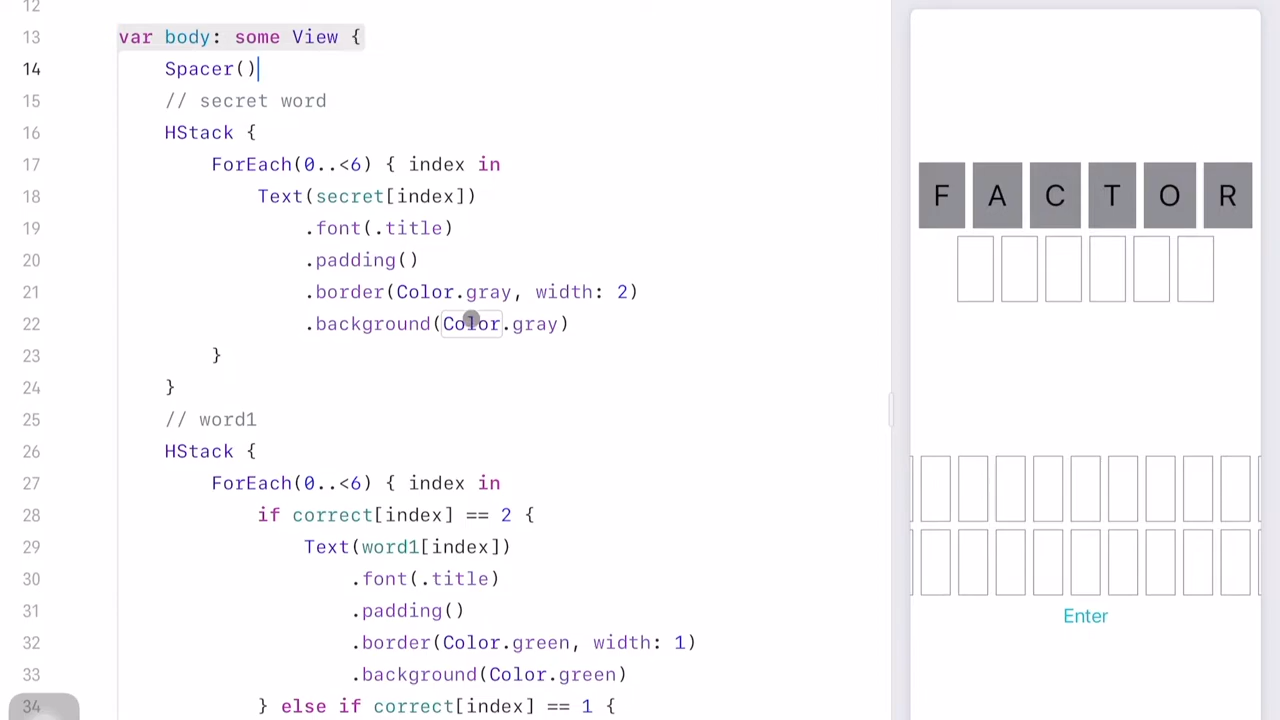 12
13 var body: some View {
14 Spacer()
15 // secret word
16 HStack {
17 ForEach(0..<6) { index in
18 Text(secret[index])
19 .font(.title)
20 .padding()
21 .border(Color.gray, width: 2)
22 .background(Color.gray)
23 }
24 }
25 // word1
26 HStack {
27 ForEach(0..<6) { index in
28 if correct[index] == 2 {
29 Text(word1[index])
30 .font(.title)
31 .padding()
32 .border(Color.green, width: 1)
33 .background(Color.green)
34 } else if correct[index] == 1 {
F A C T O R
Enter